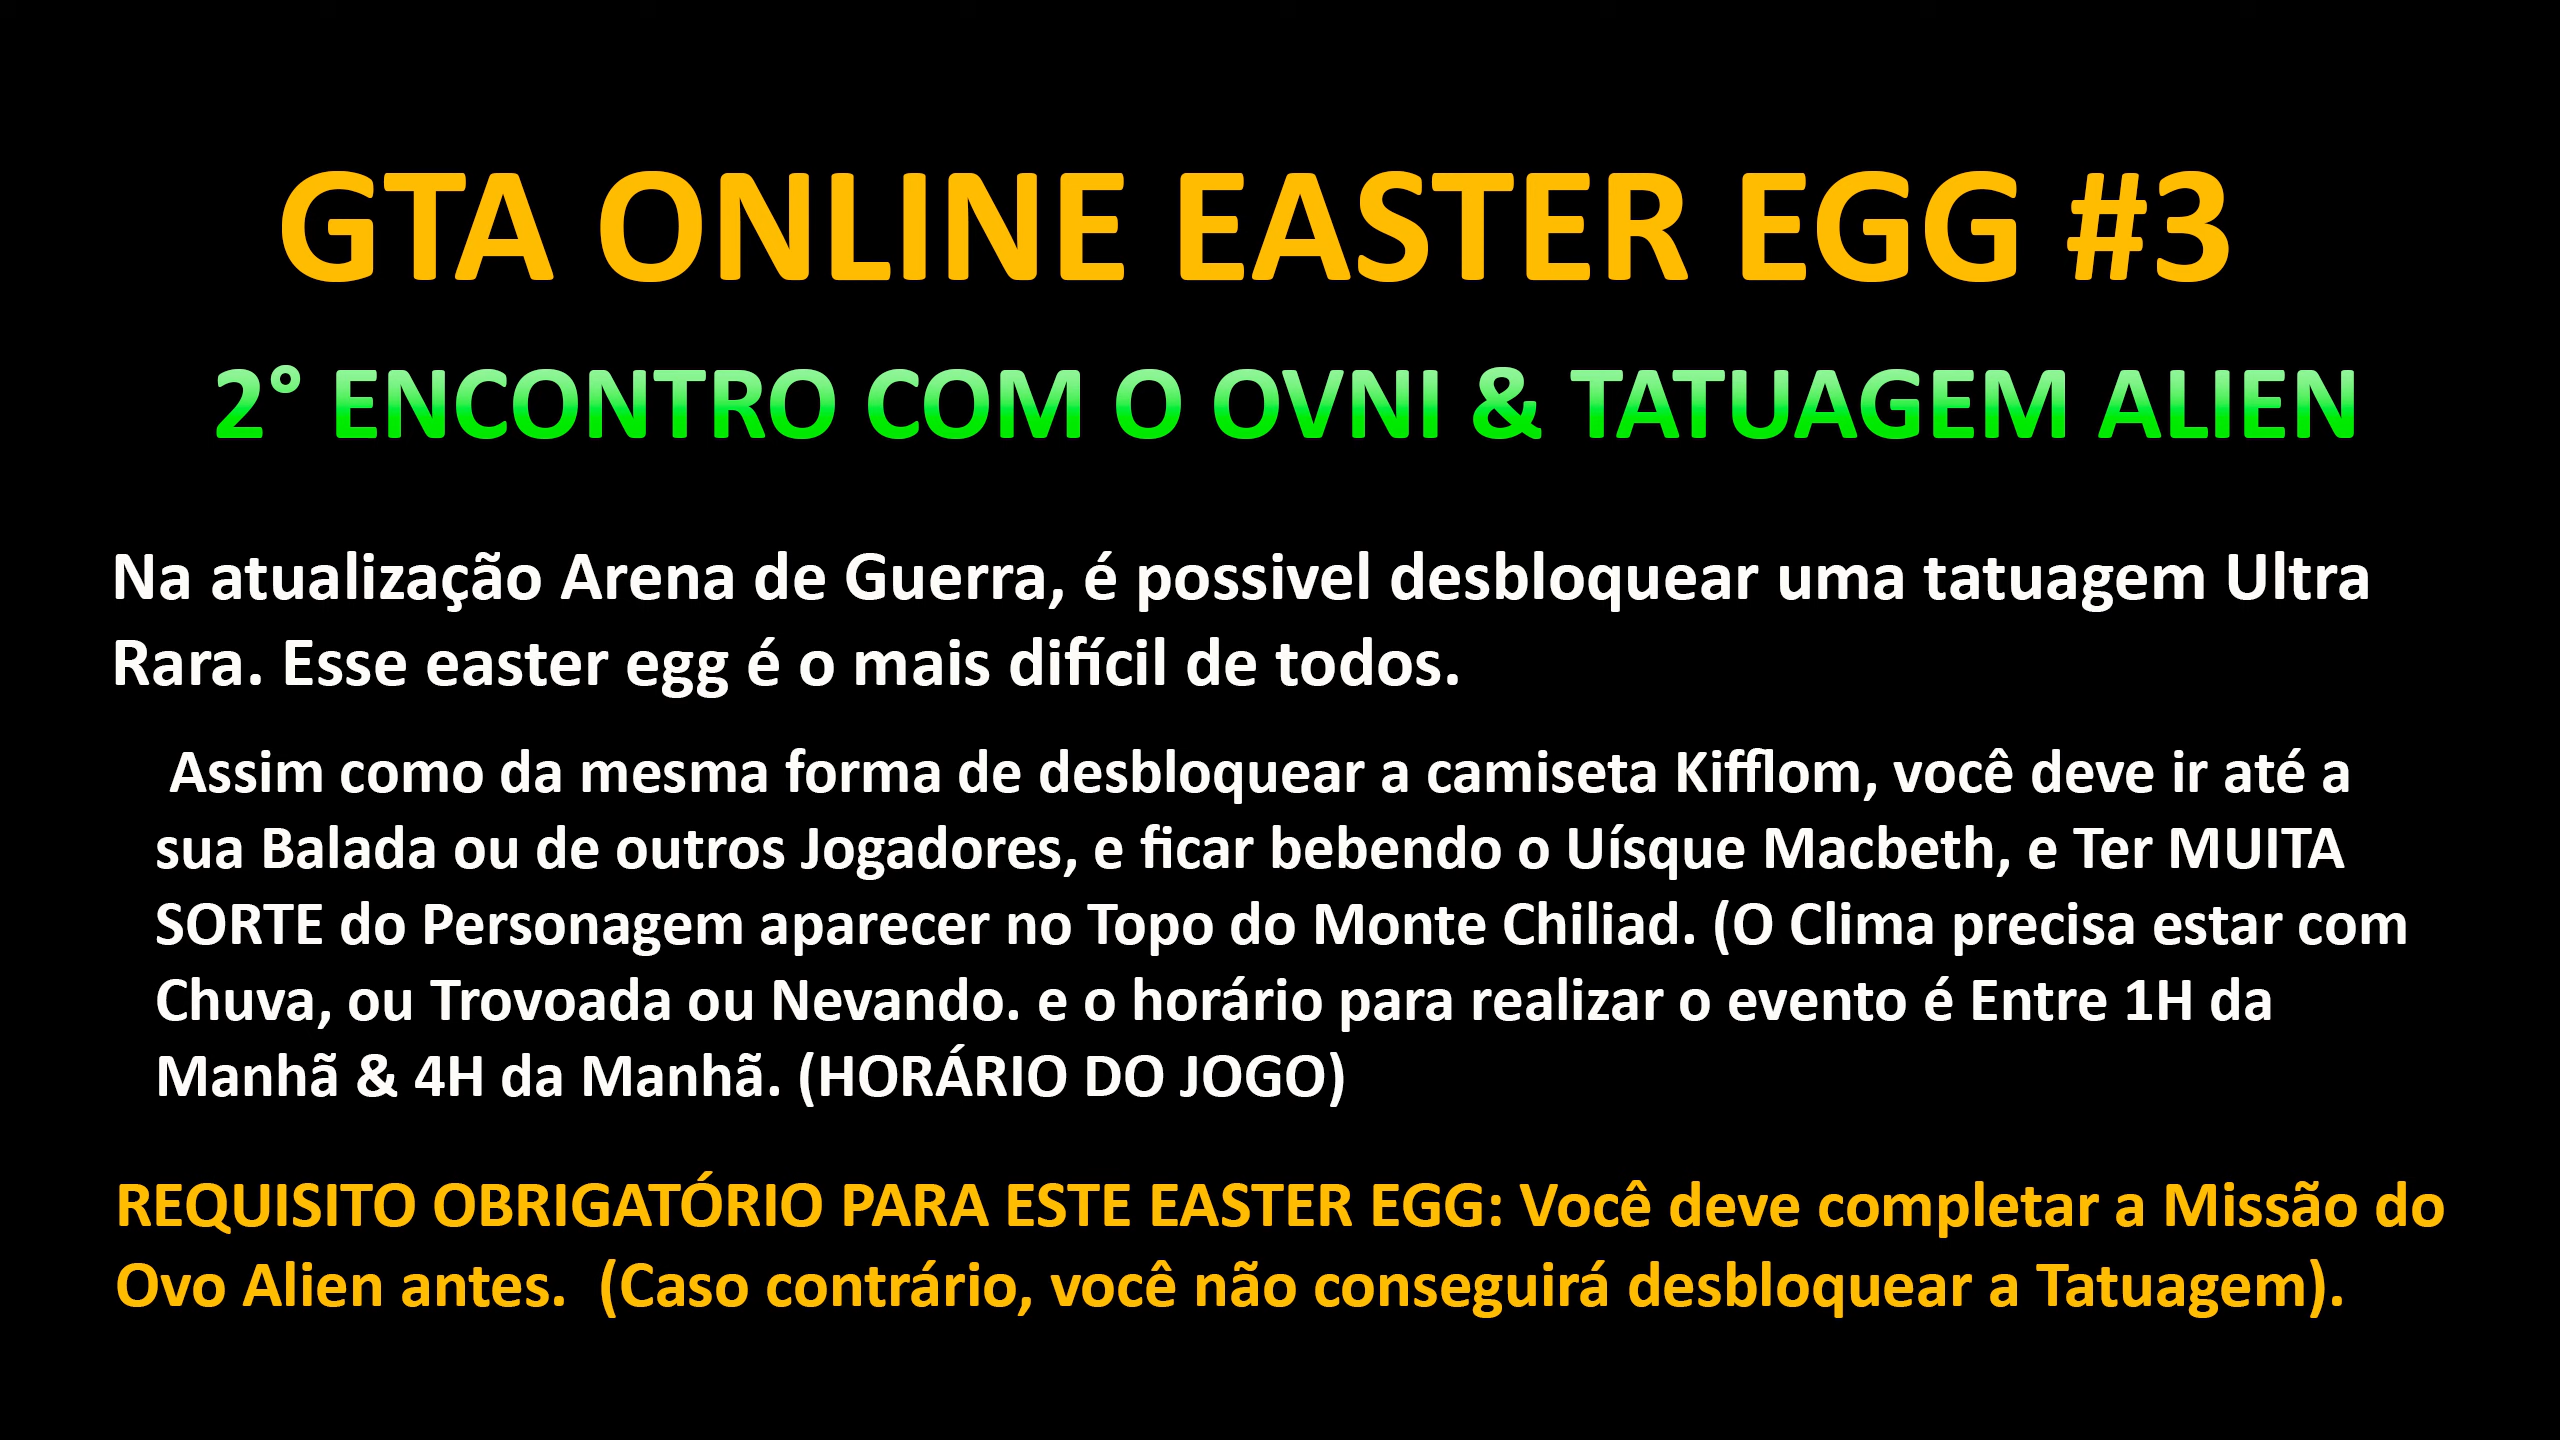 GTA ONLINE EASTER EGG #3
2° ENCONTRO COM O OVNI & TATUAGEM ALIEN
Na atualização Arena de Guerra, é possivel desbloquear uma tatuagem Ultra
Rara. Esse easter egg é o mais difícil de todos.
Assim como da mesma forma de desbloquear a camiseta Kifflom, você deve ir até a
sua Balada ou de outros Jogadores, e ficar bebendo o Uísque Macbeth, e Ter MUITA
SORTE do Personagem aparecer no Topo do Monte Chiliad. (O Clima precisa estar com
Chuva, ou Trovoada ou Nevando. e o horário para realizar o evento é Entre 1H da
Manhã & 4H da Manhã. (HORÁRIO DO JOGO)
REQUISITO OBRIGATÓRIO PARA ESTE EASTER EGG: Você deve completar a Missão do
Ovo Alien antes.  (Caso contrário, você não conseguirá desbloquear a Tatuagem).